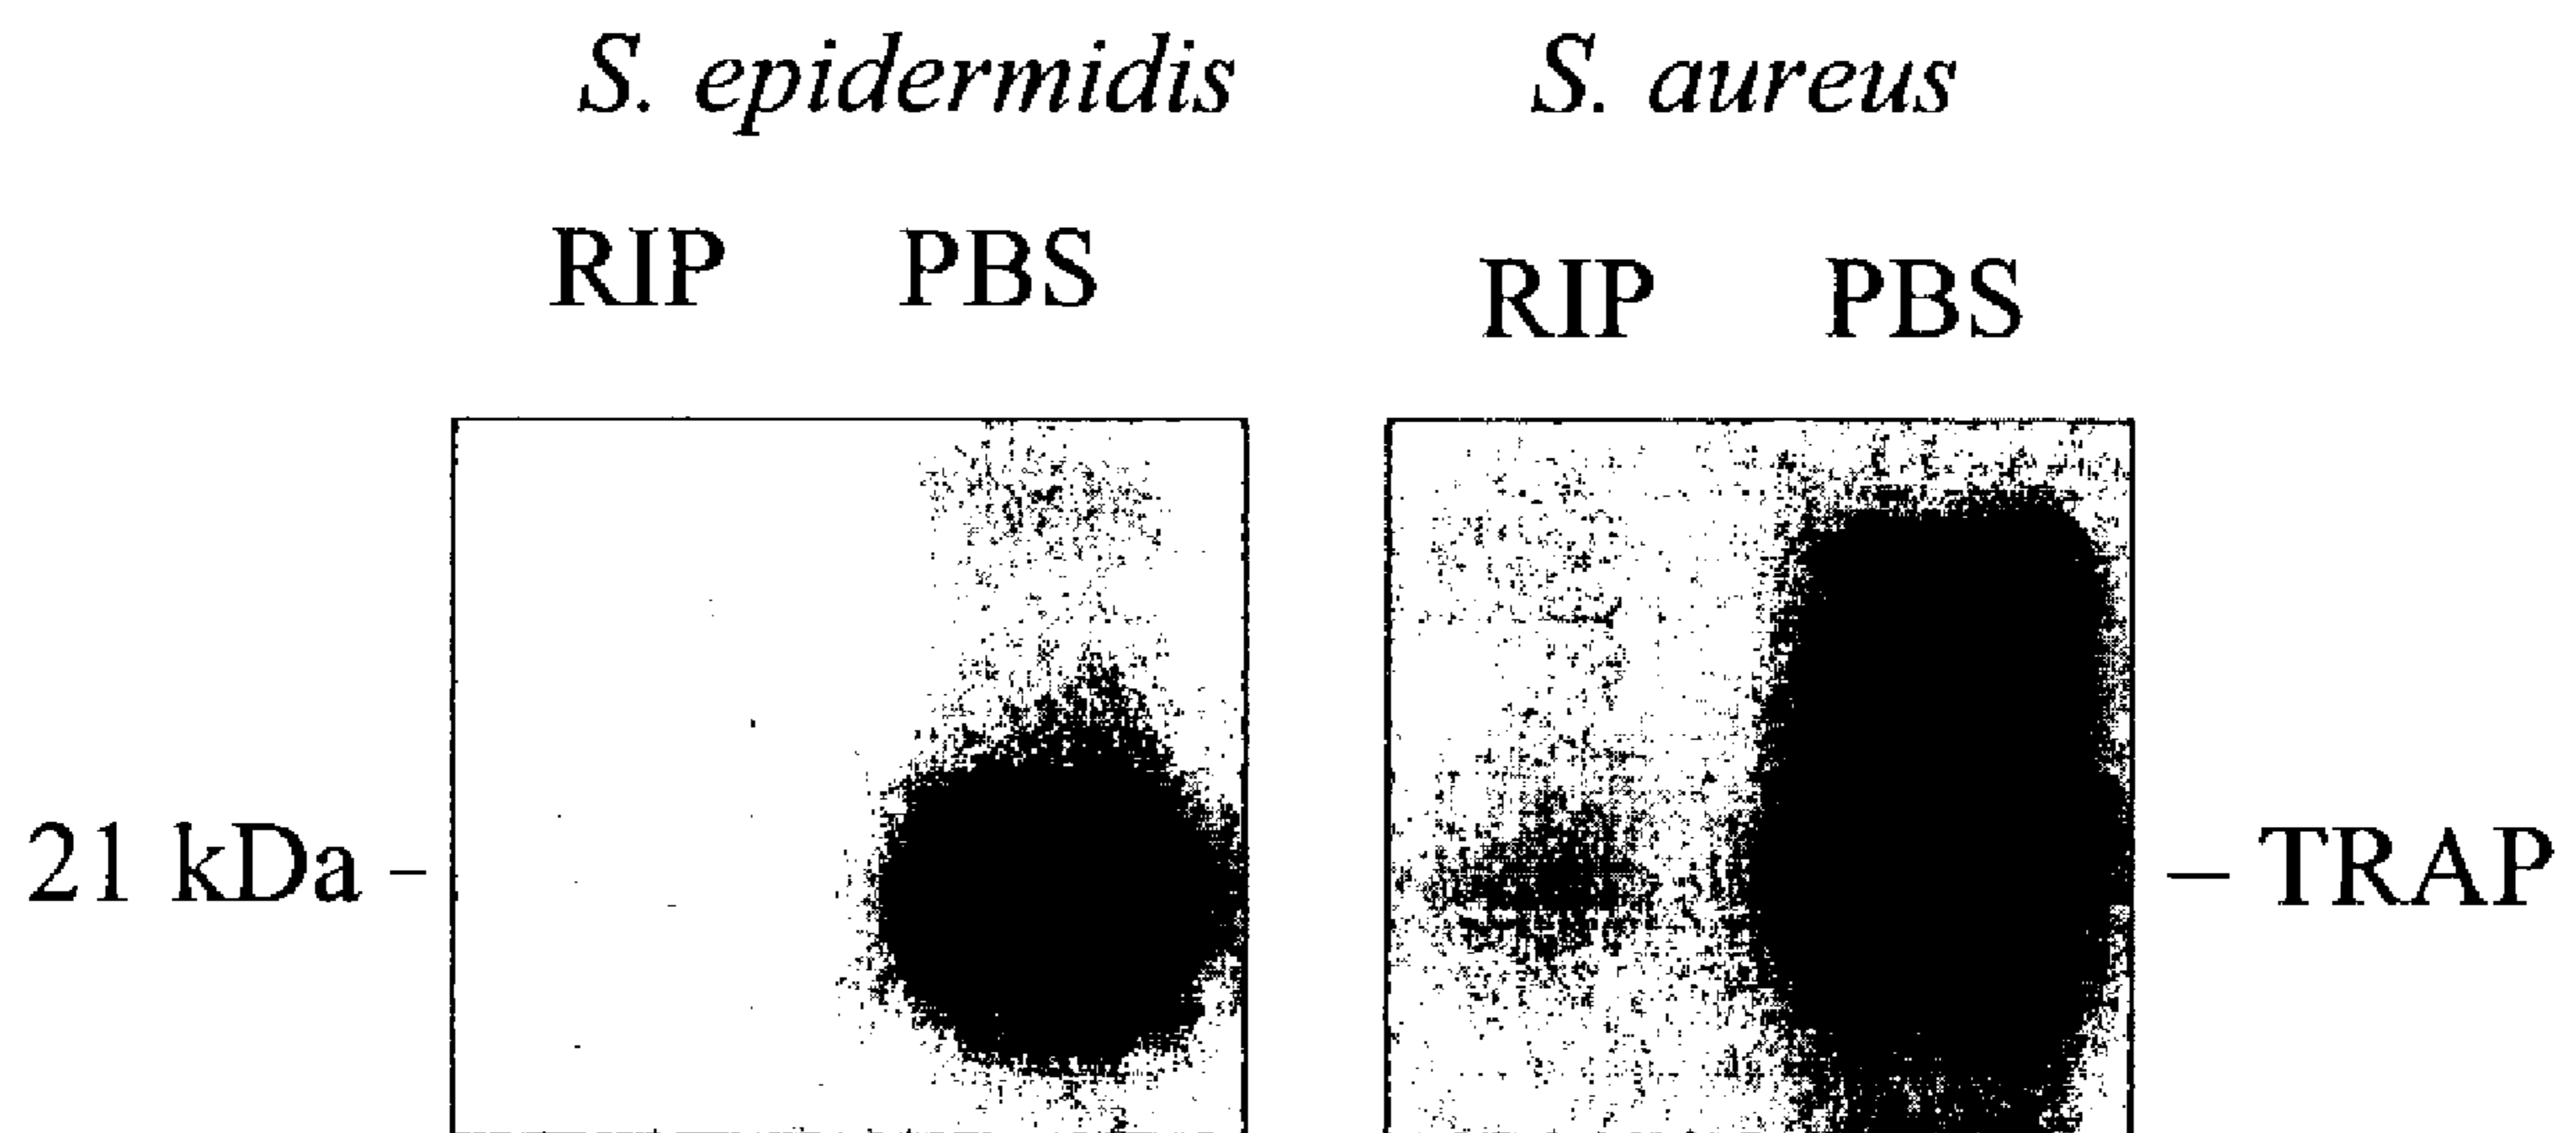 S. epidermidis S. aureus
RIP PBS RIP PBS
21 kDa – – TRAP